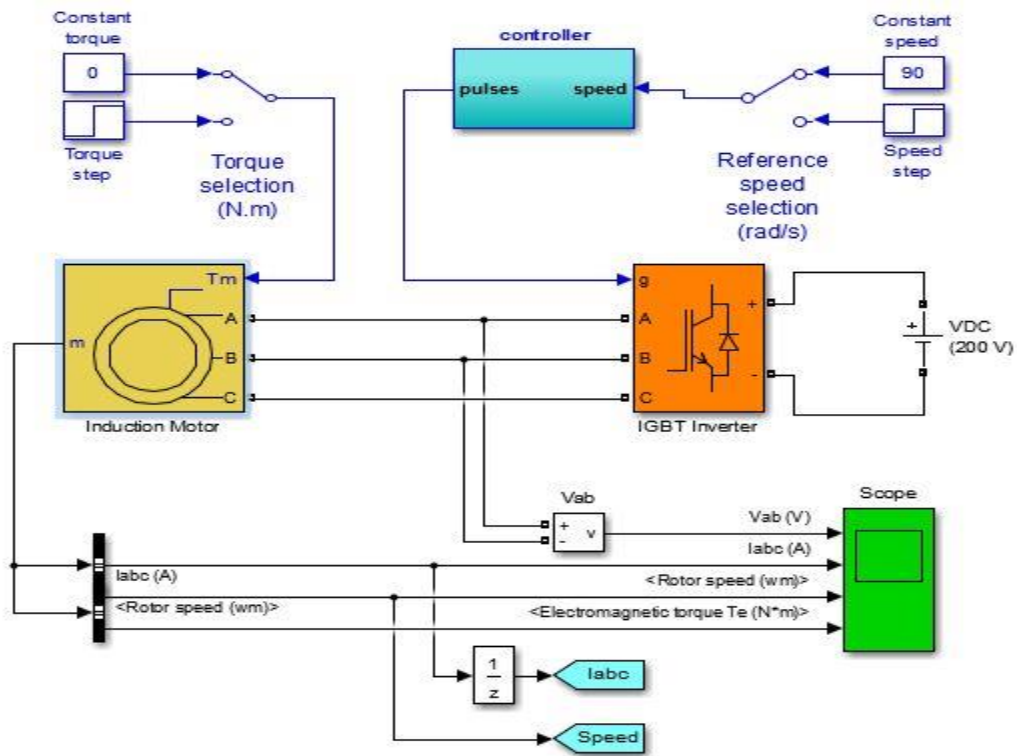 Constant
torque
0
Torque
step
Torque
selection
(N.m)
controller
pulses
speed
Constant
speed
90
Speed
step
Reference
speed
selection
(rad/s)
Tm
m
A
B
C
Induction Motor
g
A
B
C
+
-
IGBT Inverter
+
VDC
(200 V)
Vab
+
-
v
Scope
Vab (V)
Iabc (A)
<Rotor speed (wm)>
<Electromagnetic torque Te (N*m)>
Iabc (A)
<Rotor speed (wm)>
1
z
Iabc
Speed